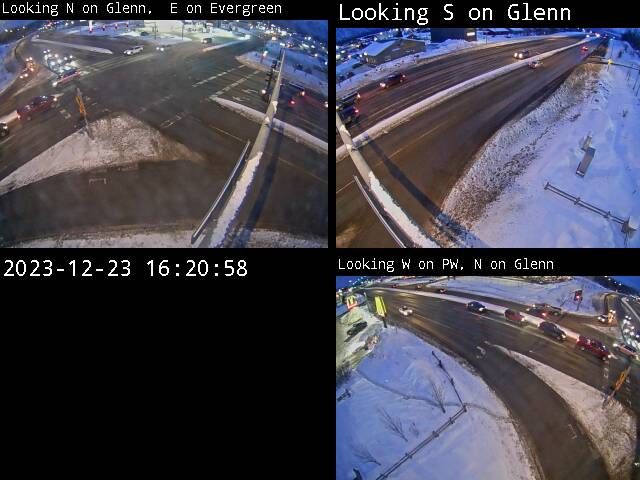 Looking N on Glenn,  E on Evergreen
Looking S on Glenn
2023-12-23 16:20:58
Looking W on PW, N on Glenn